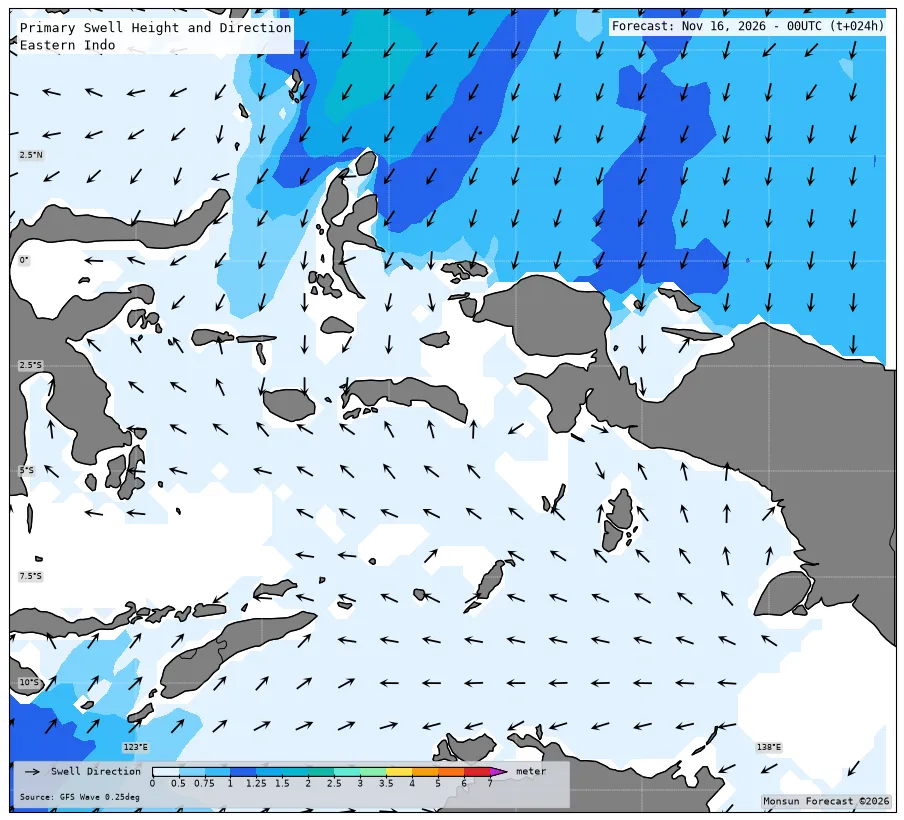 Primary Swell Height and Direction
Eastern Indo
Forecast: Nov 16, 2026 - 00UTC (t+024h)
2.5°N
0°
2.5°S
5°S
7.5°S
10°S
123°E
138°E
Swell Direction
meter
0 0.5 0.75 1 1.25 1.5 2 2.5 3 3.5 4 5 6 7
Source: GFS Wave 0.25deg
Monsun Forecast ©2026